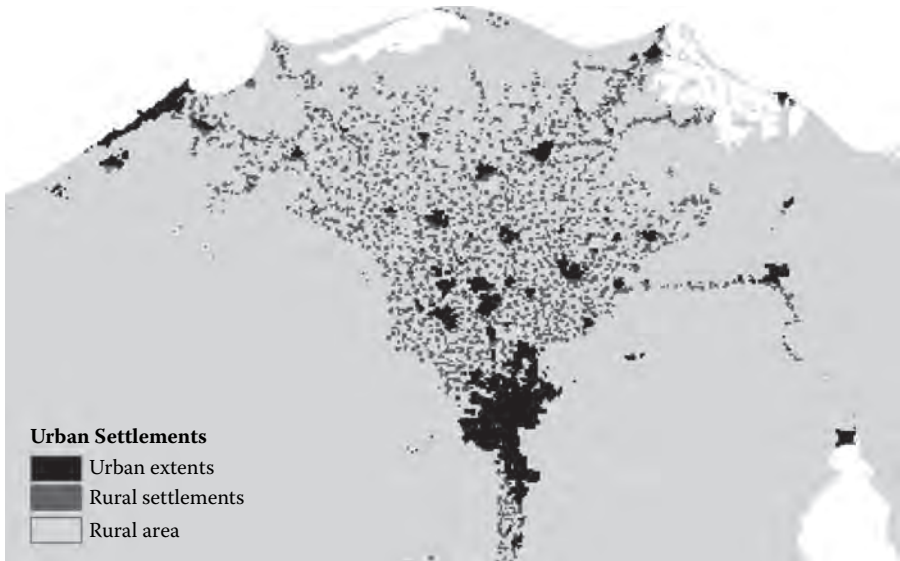 Urban Settlements
Urban extents
Rural settlements
Rural area